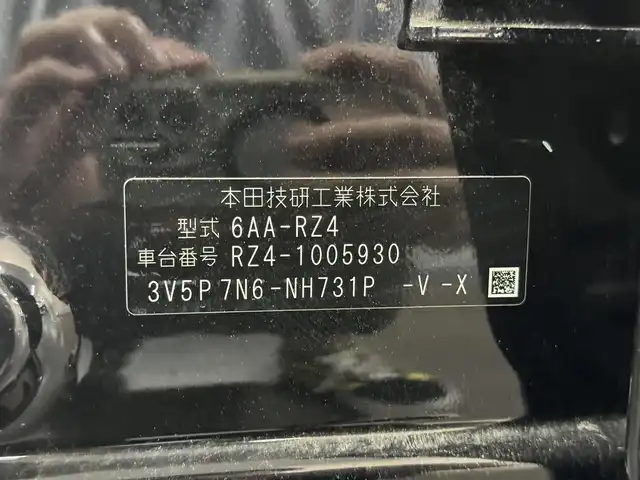 本田技研工業株式会社
型式 6AA-RZ4
車台番号 RZ4-1005930
3V5P 7N6-NH731P -V -X